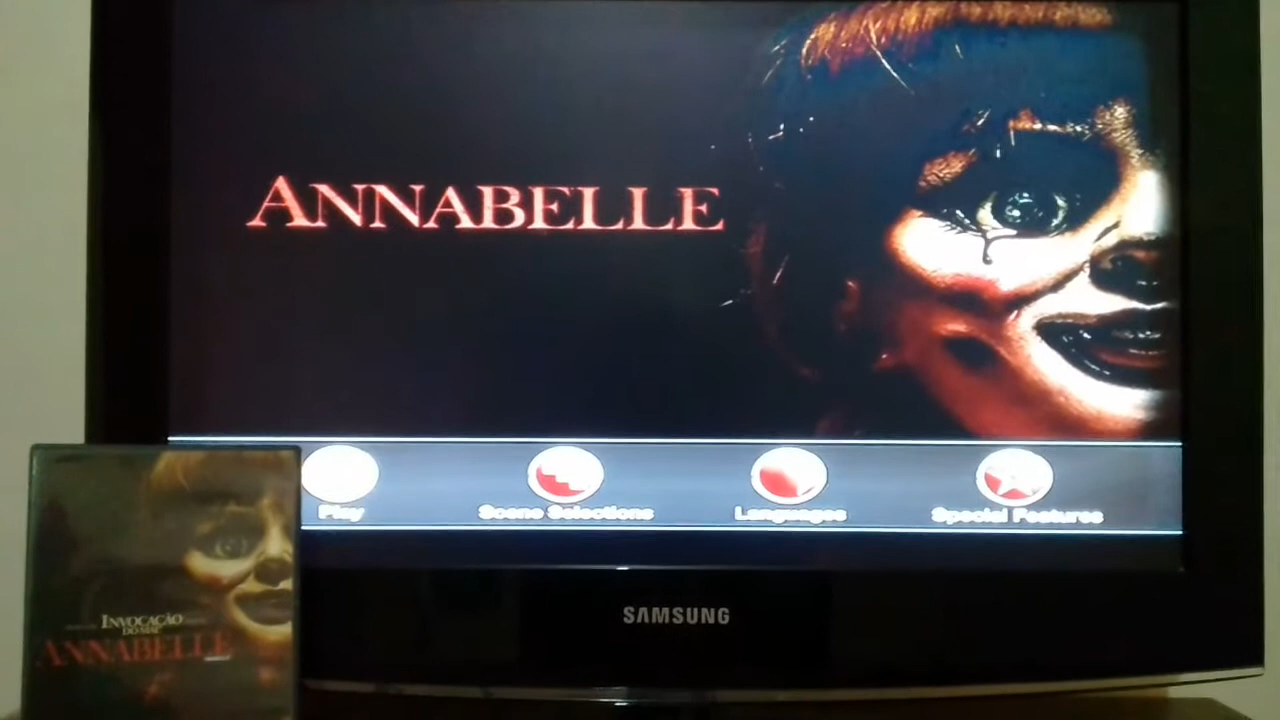 ANNABELLE
Play
Scene Selections
Languages
Special Features
SAMSUNG
INVOCAÇÃO
DO MAL
ANNABELLE